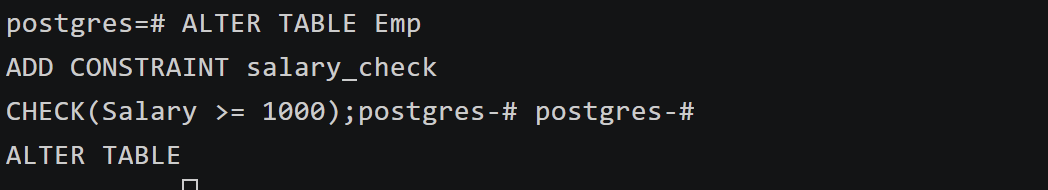 postgres=# ALTER TABLE Emp
ADD CONSTRAINT salary_check
CHECK(Salary >= 1000);postgres-# postgres-#
ALTER TABLE